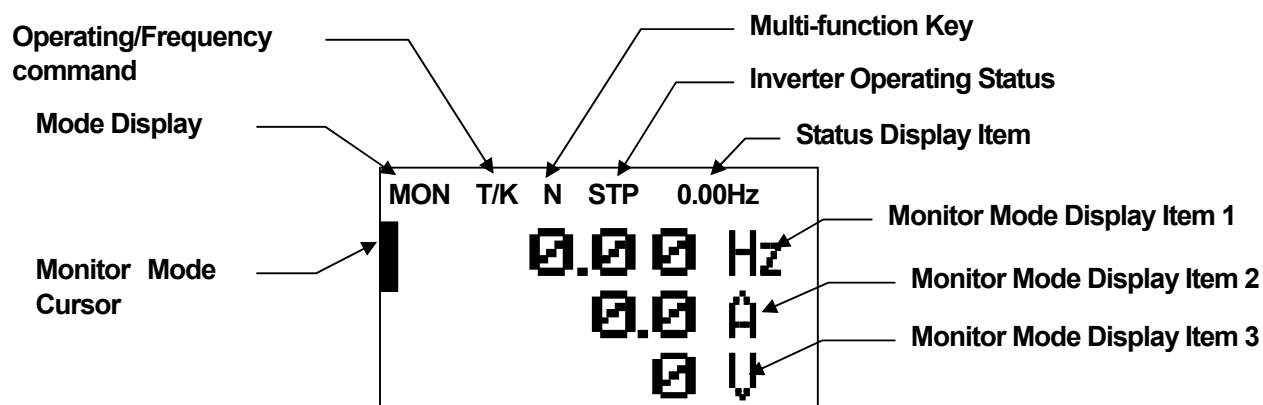 Operating/Frequency
command
Multi-function Key
Inverter Operating Status
Mode Display
Status Display Item
MON T/K N STP 0.00Hz
Monitor Mode Display Item 1
0.00 Hz
Monitor Mode
Cursor
Monitor Mode Display Item 2
0.0 A
Monitor Mode Display Item 3
0 V